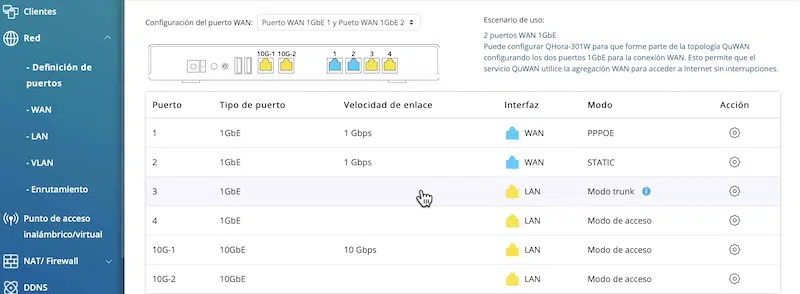 Clientes
Red
- Definición de
puertos
- WAN
- LAN
- VLAN
- Enrutamiento
Punto de acceso
inalámbrico/virtual
NAT/ Firewall
DDNS
Configuración del puerto WAN: Puerto WAN 1GbE 1 y Pueto WAN 1GbE 2
10G-1 10G-2 1 2 3 4
Escenario de uso:
2 puertos WAN 1GbE
Puede configurar QHora-301W para que forme parte de la topología QuWAN
configurando los dos puertos 1GbE para la conexión WAN. Esto permite que el
servicio QuWAN utilice la agregación WAN para acceder a Internet sin interrupciones.
Puerto Tipo de puerto Velocidad de enlace Interfaz Modo Acción
1 1GbE 1 Gbps WAN PPPOE
2 1GbE 1 Gbps WAN STATIC
3 1GbE LAN Modo trunk
4 1GbE LAN Modo de acceso
10G-1 10GbE 10 Gbps LAN Modo de acceso
10G-2 10GbE LAN Modo de acceso